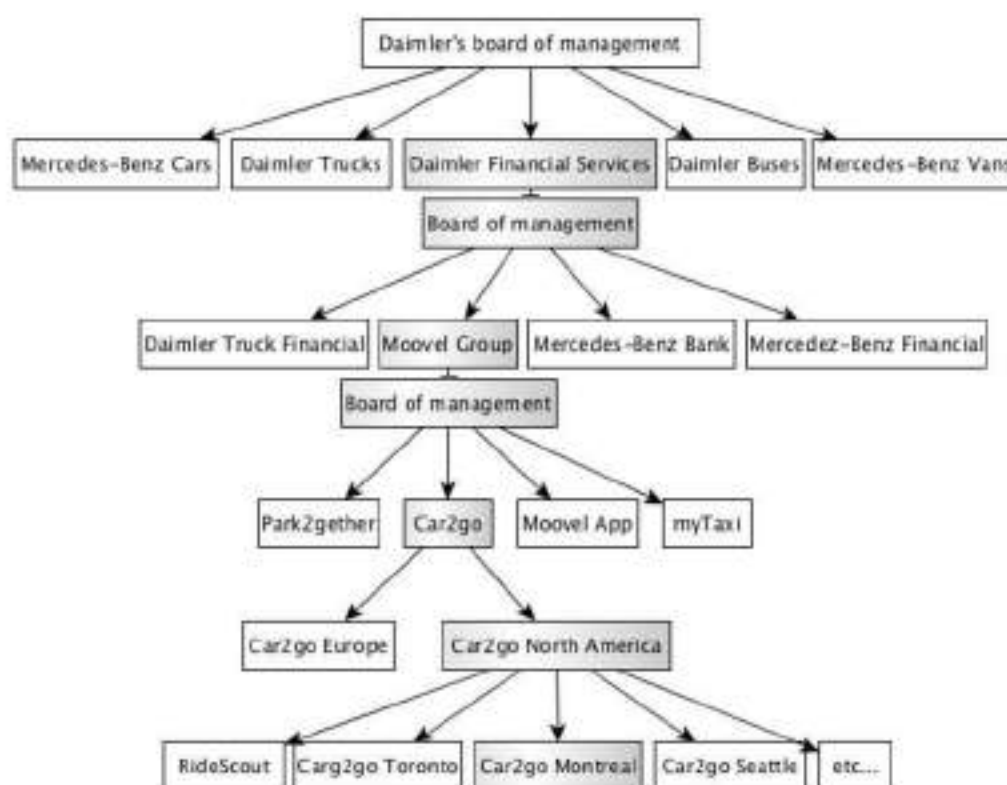 Daimler's board of management
Mercedes-Benz Cars
Daimler Trucks
Daimler Financial Services
Daimler Buses
Mercedes-Benz Vans
Board of management
Daimler Truck Financial
Moovel Group
Mercedes-Benz Bank
Mercedez-Benz Financial
Board of management
Park2gether
Car2go
Moovel App
myTaxi
Car2go Europe
Car2go North America
RideScout
Carg2go Toronto
Car2go Montreal
Car2go Seattle
etc...